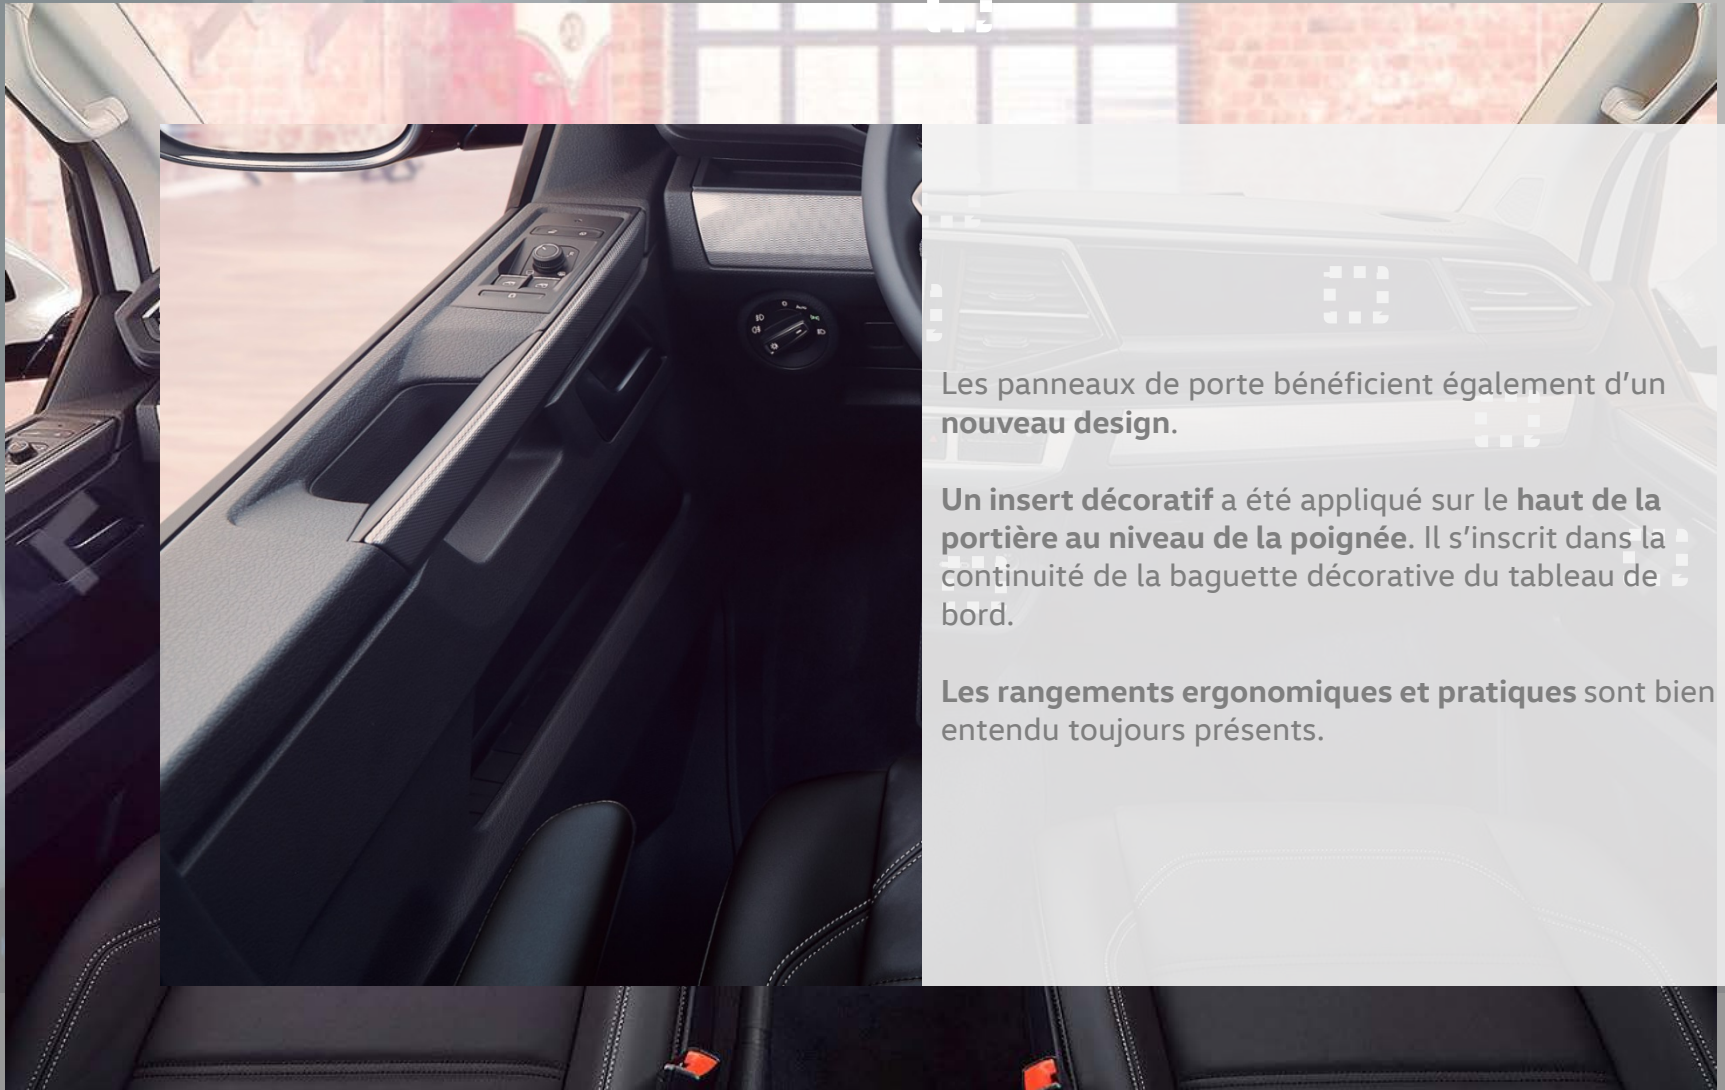 Les panneaux de porte bénéficient également d’un
nouveau design.
Un insert décoratif a été appliqué sur le haut de la
portière au niveau de la poignée. Il s’inscrit dans la
continuité de la baguette décorative du tableau de
bord.
Les rangements ergonomiques et pratiques sont bien
entendu toujours présents.